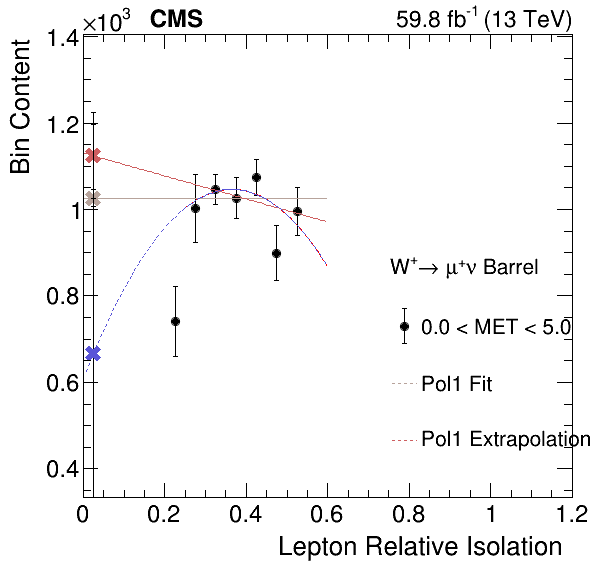 ×10³ CMS 59.8 fb⁻¹ (13 TeV)
Bin Content
1.4
1.2
1
0.8
0.6
0.4
W⁺→ μ⁺ν Barrel
0.0 < MET < 5.0
Pol1 Fit
Pol1 Extrapolation
0 0.2 0.4 0.6 0.8 1 1.2
Lepton Relative Isolation